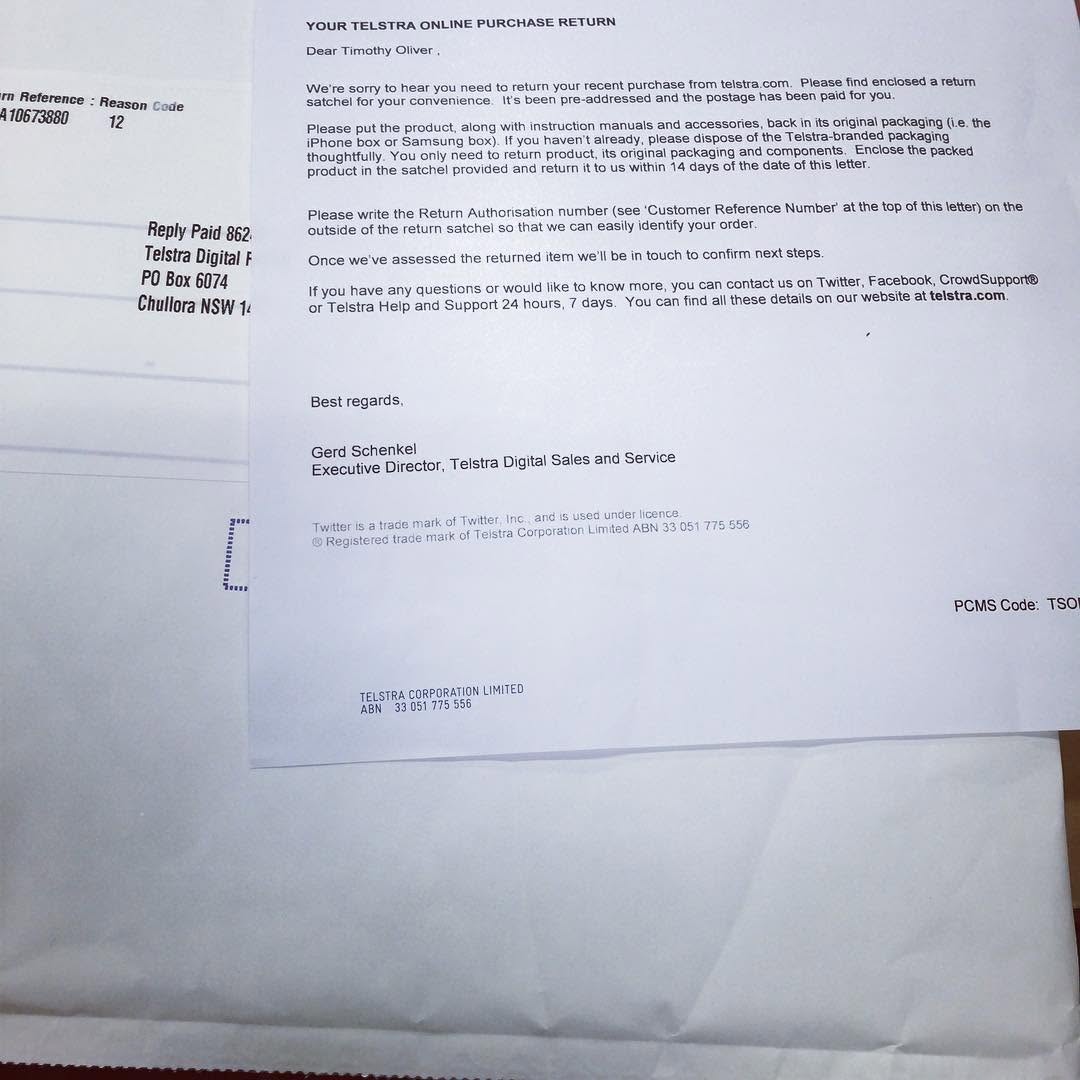 rn Reference : Reason Code
A10673880 12
Reply Paid 862
Telstra Digital
PO Box 6074
Chullora NSW
YOUR TELSTRA ONLINE PURCHASE RETURN
Dear Timothy Oliver ,
We're sorry to hear you need to return your recent purchase from telstra.com. Please find enclosed a return
satchel for your convenience. It's been pre-addressed and the postage has been paid for you.
Please put the product, along with instruction manuals and accessories, back in its original packaging (i.e. the
iPhone box or Samsung box). If you haven't already, please dispose of the Telstra-branded packaging
thoughtfully. You only need to return product, its original packaging and components. Enclose the packed
product in the satchel provided and return it to us within 14 days of the date of this letter.
Please write the Return Authorisation number (see 'Customer Reference Number' at the top of this letter) on the
outside of the return satchel so that we can easily identify your order.
Once we've assessed the returned item we'll be in touch to confirm next steps.
If you have any questions or would like to know more, you can contact us on Twitter, Facebook, CrowdSupport®
or Telstra Help and Support 24 hours, 7 days. You can find all these details on our website at telstra.com.
Best regards,
Gerd Schenkel
Executive Director, Telstra Digital Sales and Service
Twitter is a trade mark of Twitter, Inc., and is used under licence.
® Registered trade mark of Telstra Corporation Limited ABN 33 051 775 556
PCMS Code: TSO
TELSTRA CORPORATION LIMITED
ABN 33 051 775 556